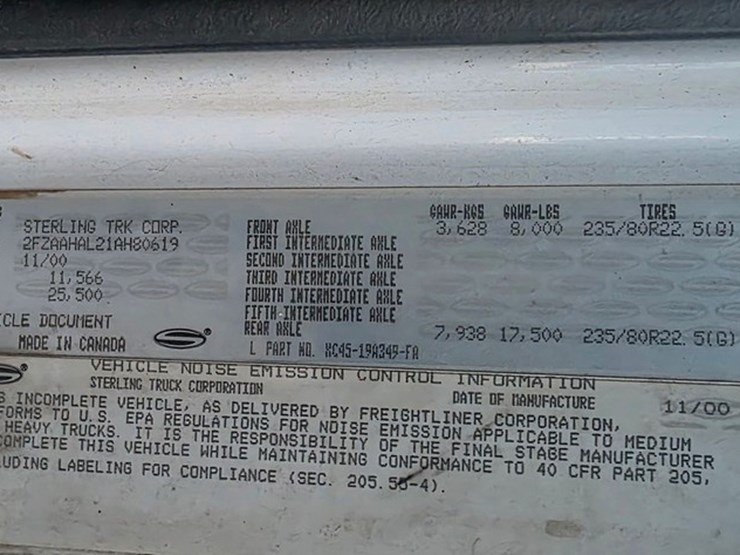 STERLING TRK CORP.
2FZAAHAL21AH80619
11/00
11,566
25,500
CLE DOCUMENT
MADE IN CANADA
GAWR-KGS GAWR-LBS TIRES
FRONT AXLE 3,628 8,000 235/80R22.5(G)
FIRST INTERMEDIATE AXLE
SECOND INTERMEDIATE AXLE
THIRD INTERMEDIATE AXLE
FOURTH INTERMEDIATE AXLE
FIFTH INTERMEDIATE AXLE
REAR AXLE 7,938 17,500 235/80R22.5(G)
L PART NO. XC45-19A349-FA
VEHICLE NOISE EMISSION CONTROL INFORMATION
STERLING TRUCK CORPORATION DATE OF MANUFACTURE 11/00
S INCOMPLETE VEHICLE, AS DELIVERED BY FREIGHTLINER CORPORATION,
FORMS TO U.S. EPA REGULATIONS FOR NOISE EMISSION APPLICABLE TO MEDIUM
HEAVY TRUCKS. IT IS THE RESPONSIBILITY OF THE FINAL STAGE MANUFACTURER
OMPLETE THIS VEHICLE WHILE MAINTAINING CONFORMANCE TO 40 CFR PART 205,
UDING LABELING FOR COMPLIANCE (SEC. 205.55-4).